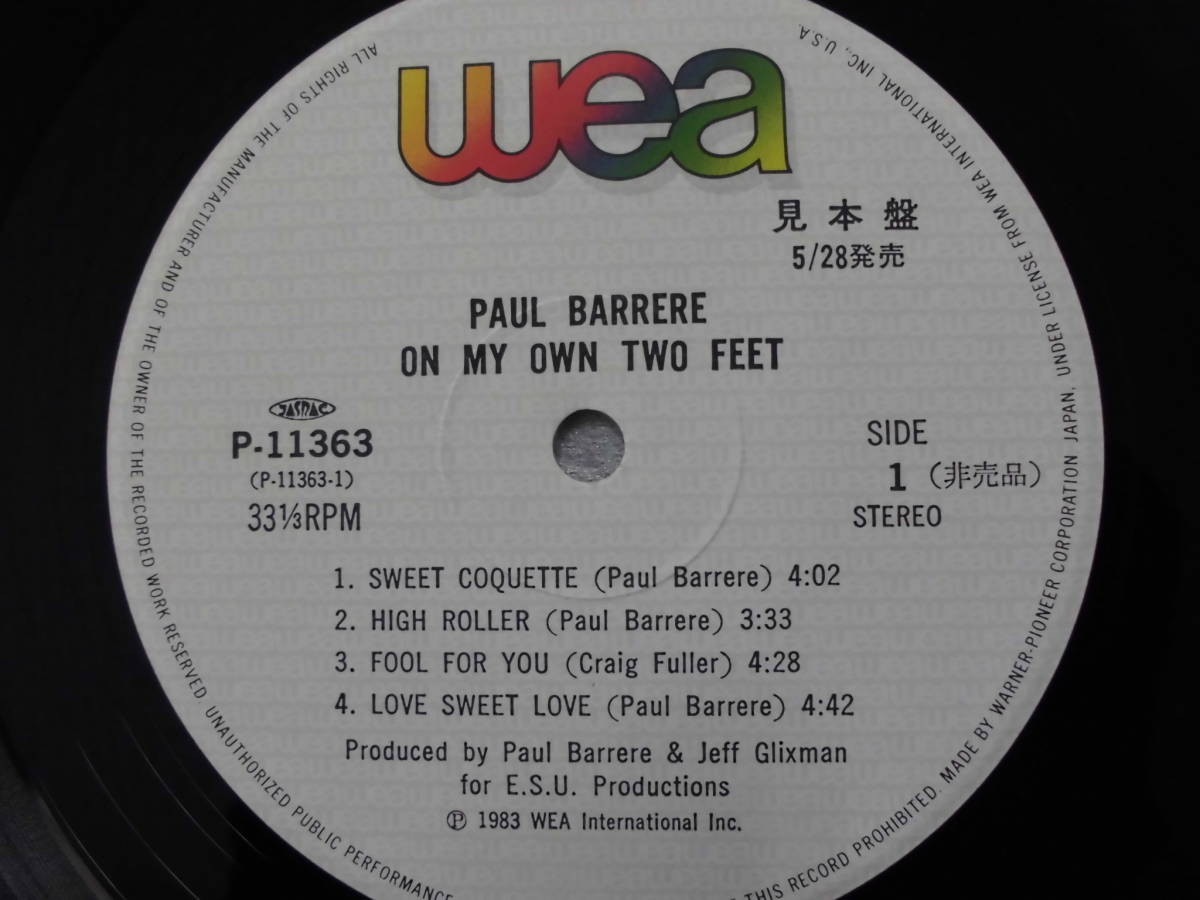 wea
見本盤
5/28発売
PAUL BARRERE
ON MY OWN TWO FEET
JASRAC
P-11363
(P-11363-1)
33⅓RPM
SIDE
1 (非売品)
STEREO
1. SWEET COQUETTE (Paul Barrere) 4:02
2. HIGH ROLLER (Paul Barrere) 3:33
3. FOOL FOR YOU (Craig Fuller) 4:28
4. LOVE SWEET LOVE (Paul Barrere) 4:42
Produced by Paul Barrere & Jeff Glixman
for E.S.U. Productions
Ⓟ 1983 WEA International Inc.
ALL RIGHTS OF THE MANUFACTURER AND OF THE OWNER OF THE RECORDED WORK RESERVED. UNAUTHORIZED PUBLIC PERFORMANCE
THIS RECORD PROHIBITED. MADE BY WARNER-PIONEER CORPORATION JAPAN, UNDER LICENSE FROM WEA INTERNATIONAL INC., U.S.A.